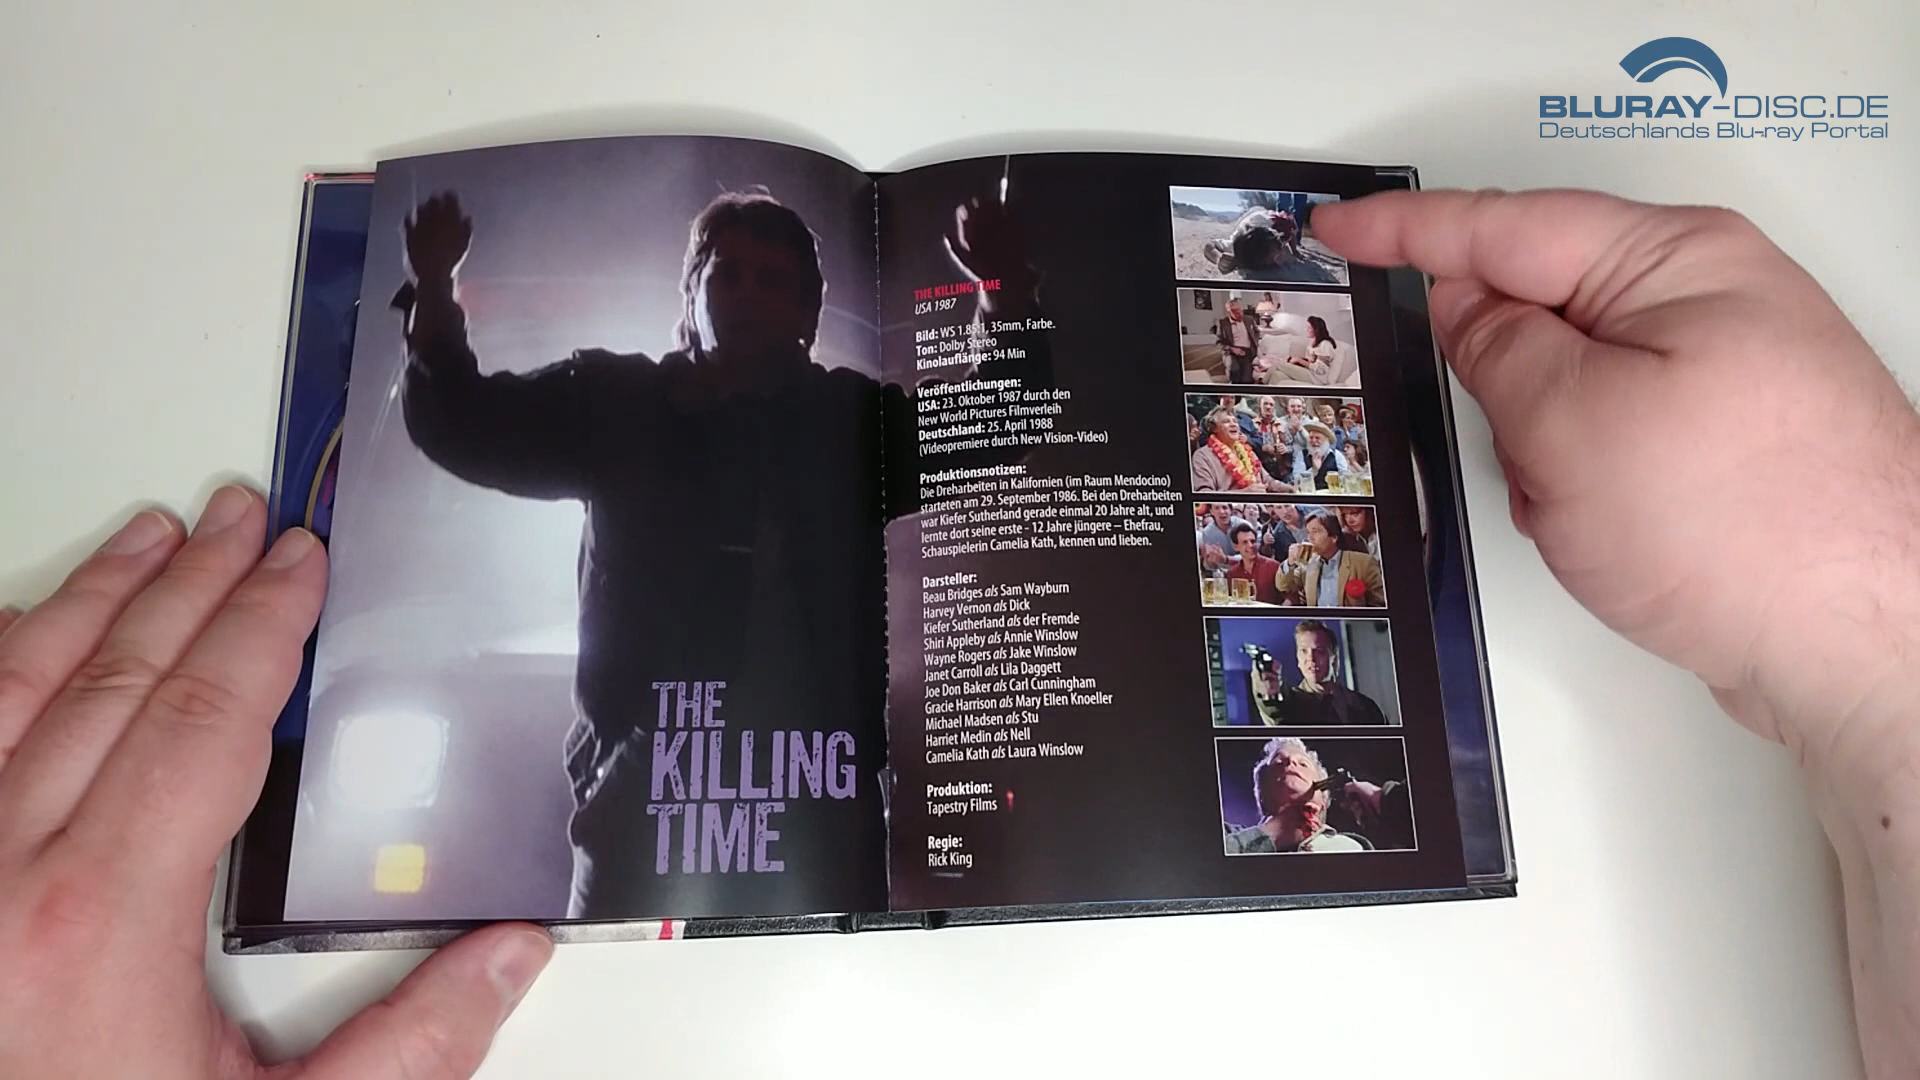 BLURAY-DISC.DE
Deutschlands Blu-ray Portal
THE
KILLING
TIME
THE KILLING TIME
USA 1987
Bild: WS 1.85:1, 35mm, Farbe.
Ton: Dolby Stereo
Kinolauflänge: 94 Min
Veröffentlichungen:
USA: 23. Oktober 1987 durch den
New World Pictures Filmverleih
Deutschland: 25. April 1988
(Videopremiere durch New Vision-Video)
Produktionsnotizen:
Die Dreharbeiten in Kalifornien (im Raum Mendocino)
starteten am 29. September 1986. Bei den Dreharbeiten
war Kiefer Sutherland gerade einmal 20 Jahre alt, und
lernte dort seine erste - 12 Jahre jüngere – Ehefrau,
Schauspielerin Camelia Kath, kennen und lieben.
Darsteller:
Beau Bridges als Sam Wayburn
Harvey Vernon als Dick
Kiefer Sutherland als der Fremde
Shiri Appleby als Annie Winslow
Wayne Rogers als Jake Winslow
Janet Carroll als Lila Daggett
Joe Don Baker als Carl Cunningham
Gracie Harrison als Mary Ellen Knoeller
Michael Madsen als Stu
Harriet Medin als Nell
Camelia Kath als Laura Winslow
Produktion:
Tapestry Films
Regie:
Rick King